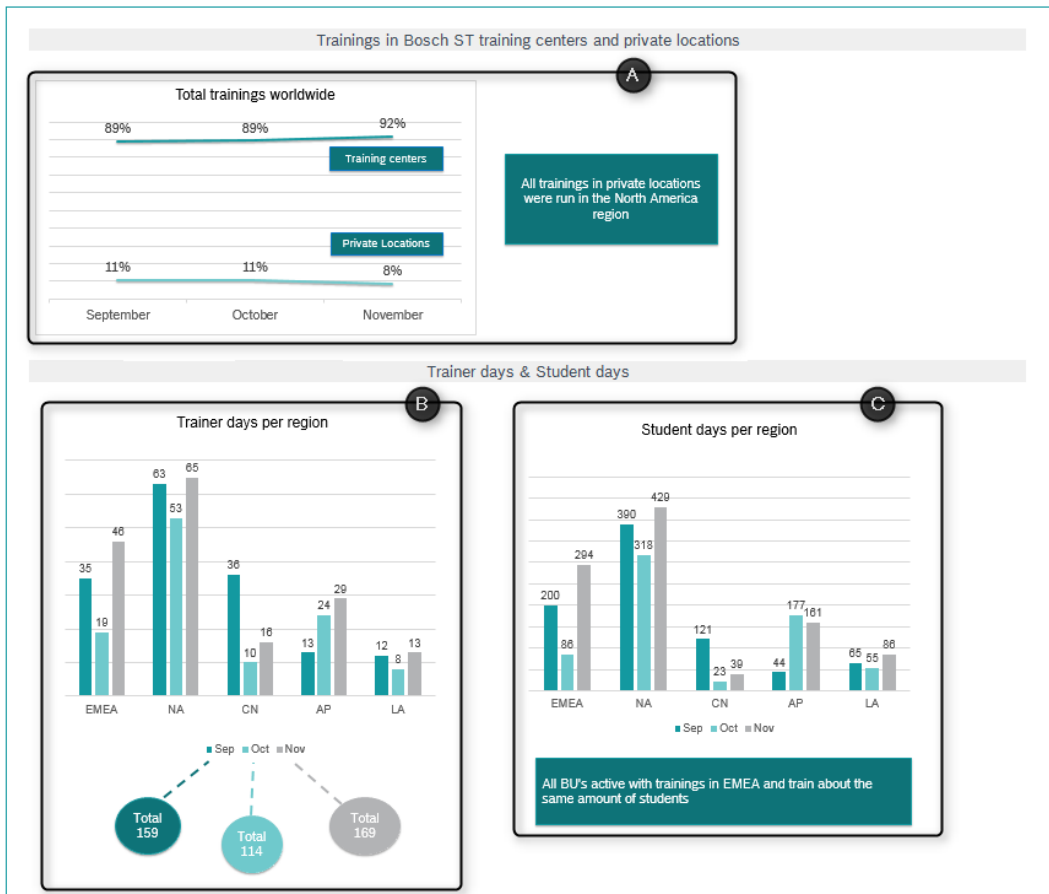 Trainings in Bosch ST training centers and private locations
A
Total trainings worldwide
89%
89%
92%
Training centers
All trainings in private locations
were run in the North America
region
Private Locations
11%
11%
8%
September
October
November
Trainer days & Student days
B
Trainer days per region
35
19
46
63
53
65
36
10
16
13
24
29
12
8
13
EMEA
NA
CN
AP
LA
Sep
Oct
Nov
Total
159
Total
114
Total
169
C
Student days per region
200
86
294
390
318
429
121
23
39
44
177
161
65
55
86
EMEA
NA
CN
AP
LA
Sep
Oct
Nov
All BU's active with trainings in EMEA and train about the
same amount of students